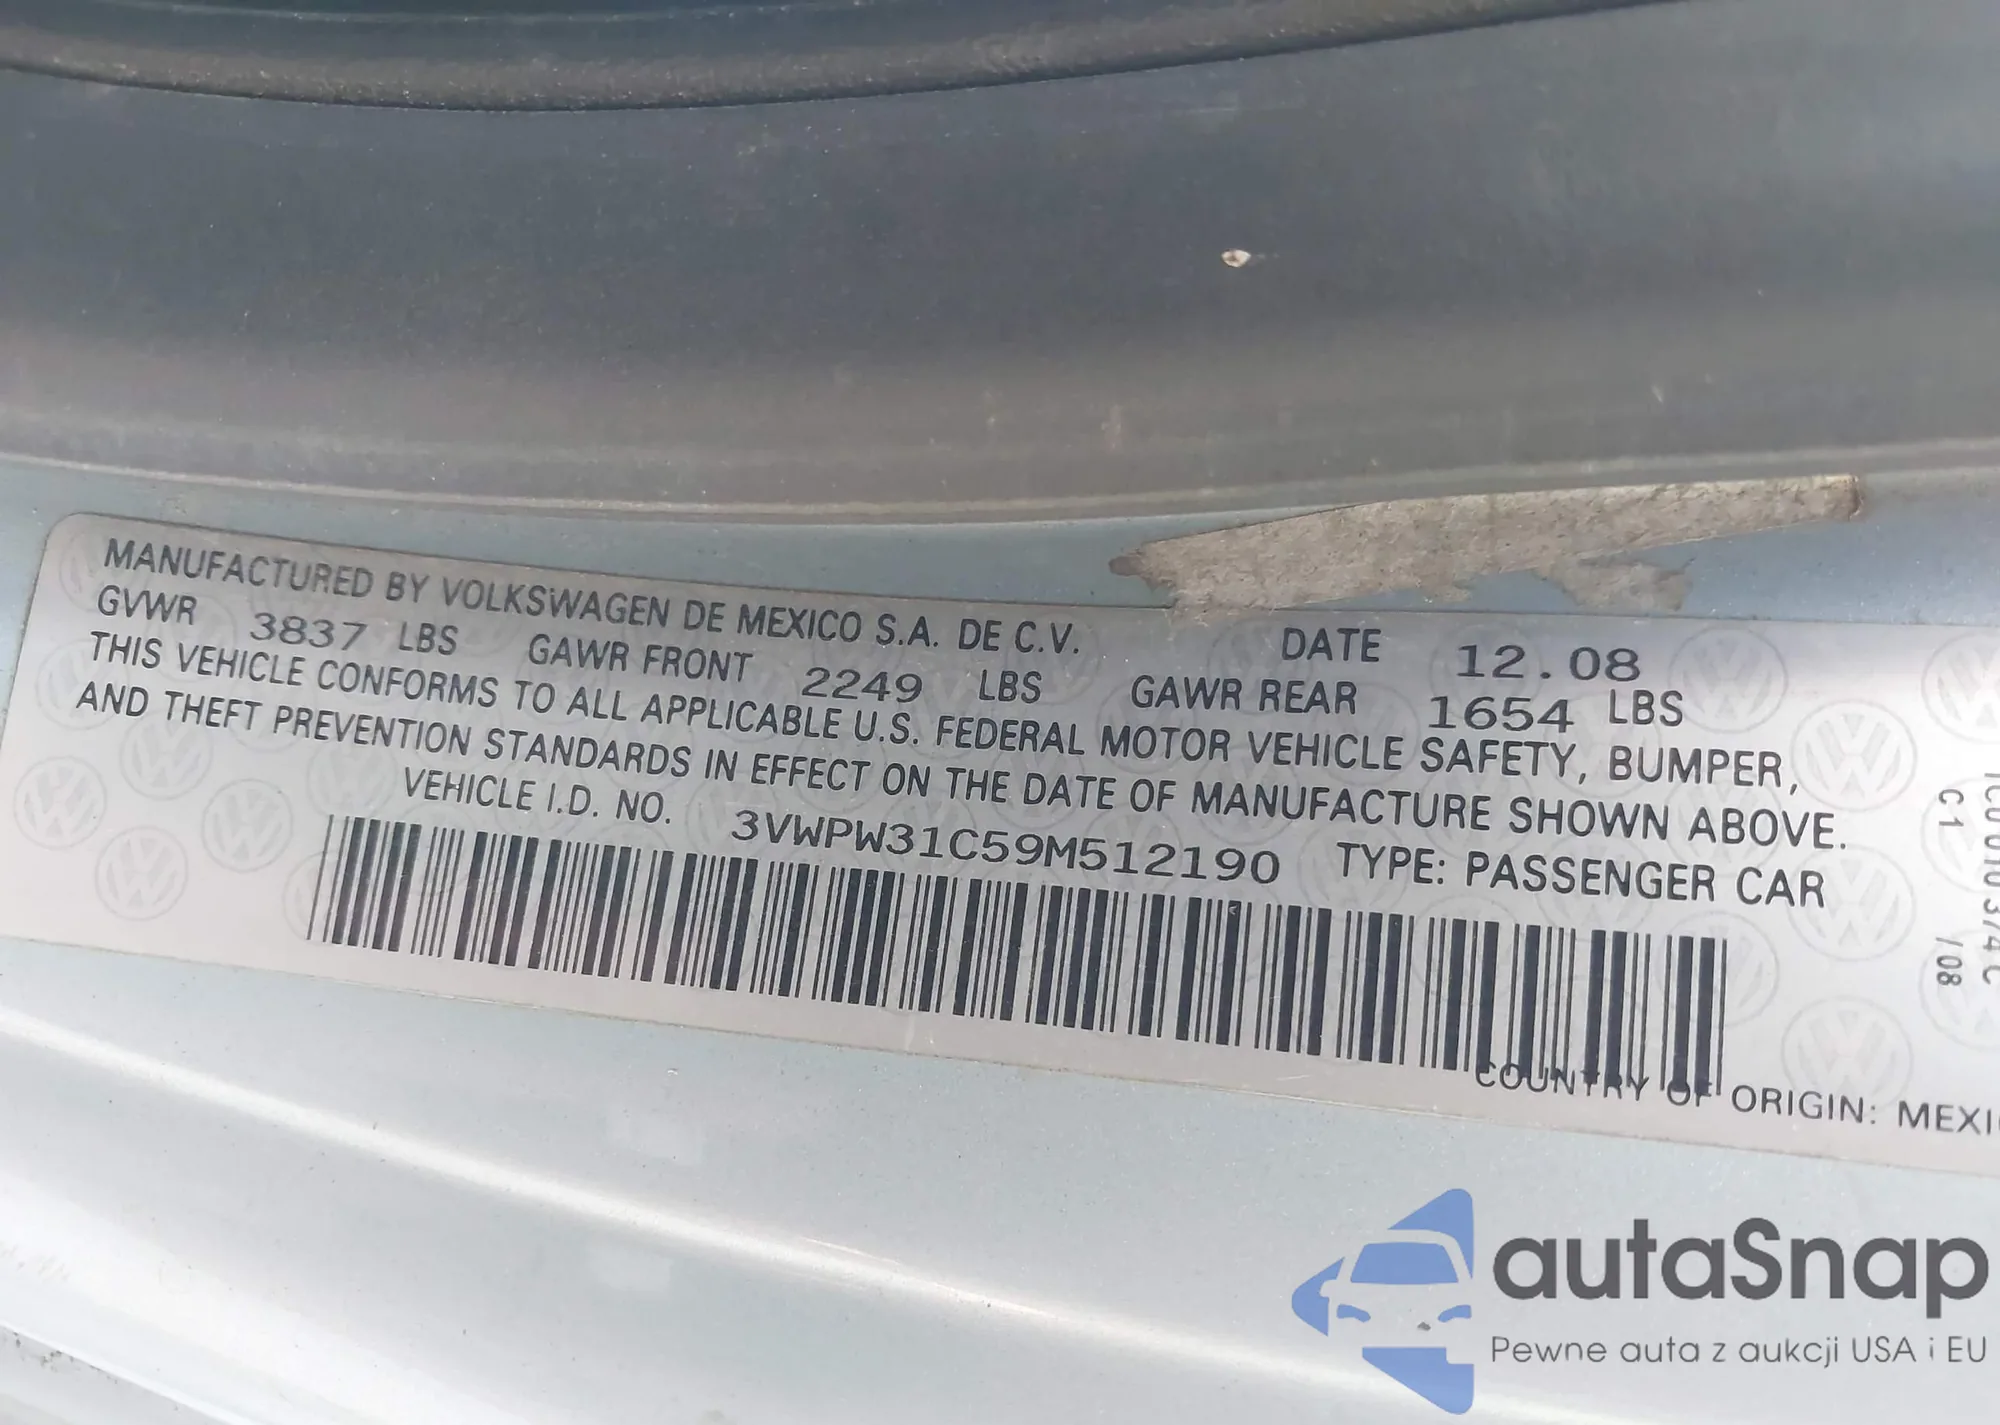 MANUFACTURED BY VOLKSWAGEN DE MEXICO S.A. DE C.V. DATE 12.08
GVWR 3837 LBS GAWR FRONT 2249 LBS GAWR REAR 1654 LBS
THIS VEHICLE CONFORMS TO ALL APPLICABLE U.S. FEDERAL MOTOR VEHICLE SAFETY, BUMPER,
AND THEFT PREVENTION STANDARDS IN EFFECT ON THE DATE OF MANUFACTURE SHOWN ABOVE.
VEHICLE I.D. NO. 3VWPW31C59M512190 TYPE: PASSENGER CAR
COUNTRY OF ORIGIN: MEXI
C1 /08
autaSnap
Pewne auta z aukcji USA i EU